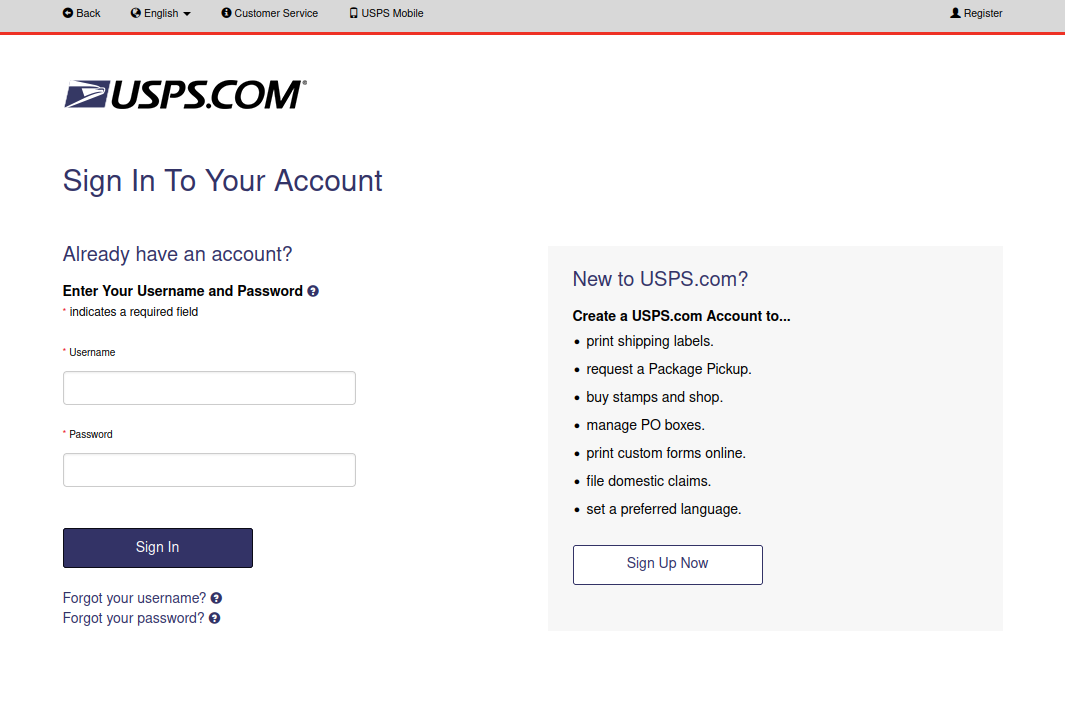 Back English Customer Service USPS Mobile Register
USPS.COM®
Sign In To Your Account
Already have an account?
Enter Your Username and Password ?
* indicates a required field
* Username
* Password
Sign In
Forgot your username? ?
Forgot your password? ?
New to USPS.com?
Create a USPS.com Account to...
• print shipping labels.
• request a Package Pickup.
• buy stamps and shop.
• manage PO boxes.
• print custom forms online.
• file domestic claims.
• set a preferred language.
Sign Up Now